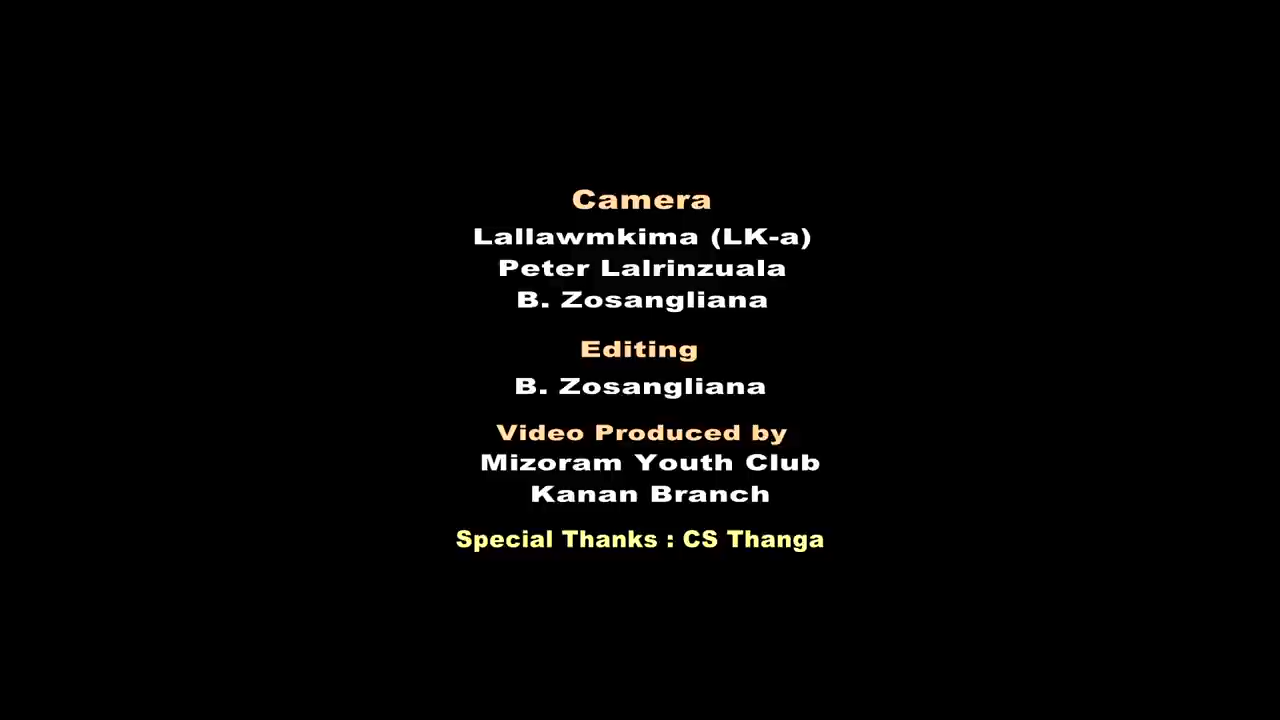 Camera
Lallawmkima (LK-a)
Peter Lalrinzuala
B. Zosangliana
Editing
B. Zosangliana
Video Produced by
Mizoram Youth Club
Kanan Branch
Special Thanks : CS Thanga